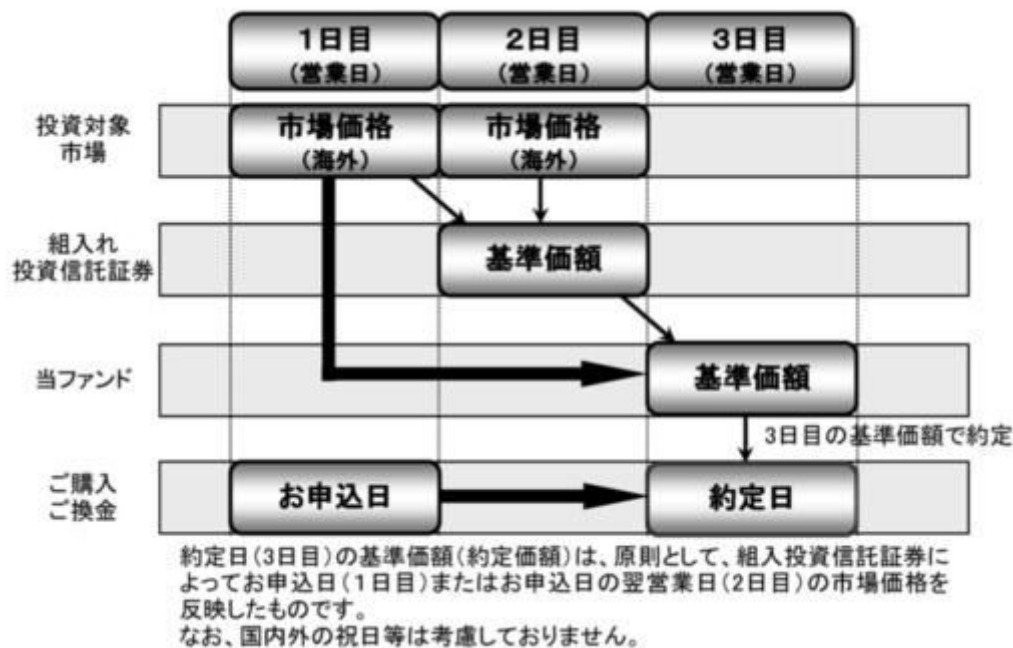 1日目
(営業日)
2日目
(営業日)
3日目
(営業日)
投資対象
市場
市場価格
(海外)
市場価格
(海外)
組入れ
投資信託証券
基準価額
当ファンド
基準価額
3日目の基準価額で約定
ご購入
ご換金
お申込日
約定日
約定日(3日目)の基準価額(約定価額)は、原則として、組入投資信託証券に
よってお申込日(1日目)またはお申込日の翌営業日(2日目)の市場価格を
反映したものです。
なお、国内外の祝日等は考慮しておりません。